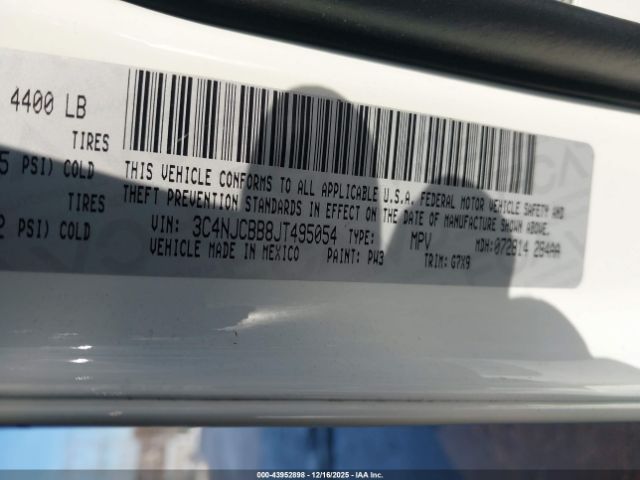 4400 LB
TIRES
5 PSI) COLD
TIRES
2 PSI) COLD
THIS VEHICLE CONFORMS TO ALL APPLICABLE U.S.A. FEDERAL MOTOR VEHICLE SAFETY AND
THEFT PREVENTION STANDARDS IN EFFECT ON THE DATE OF MANUFACTURE SHOWN ABOVE.
VIN: 3C4NJCBB8JT495054 TYPE: MPV MDH:072814 284AA
VEHICLE MADE IN MEXICO PAINT: PW3 TRIM: G7X9
00-43952898 - 12/16/2025 - IAA Inc.